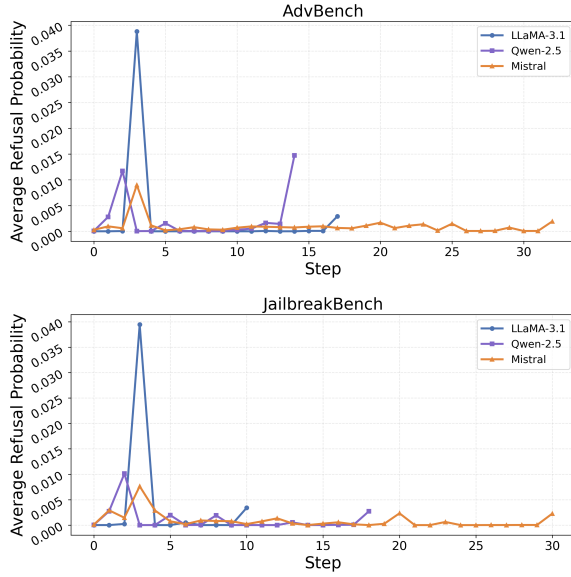 AdvBench
Average Refusal Probability
0.040
0.035
0.030
0.025
0.020
0.015
0.010
0.005
0.000
LLaMA-3.1
Qwen-2.5
Mistral
0 5 10 15 20 25 30
Step
JailbreakBench
Average Refusal Probability
0.040
0.035
0.030
0.025
0.020
0.015
0.010
0.005
0.000
LLaMA-3.1
Qwen-2.5
Mistral
0 5 10 15 20 25 30
Step